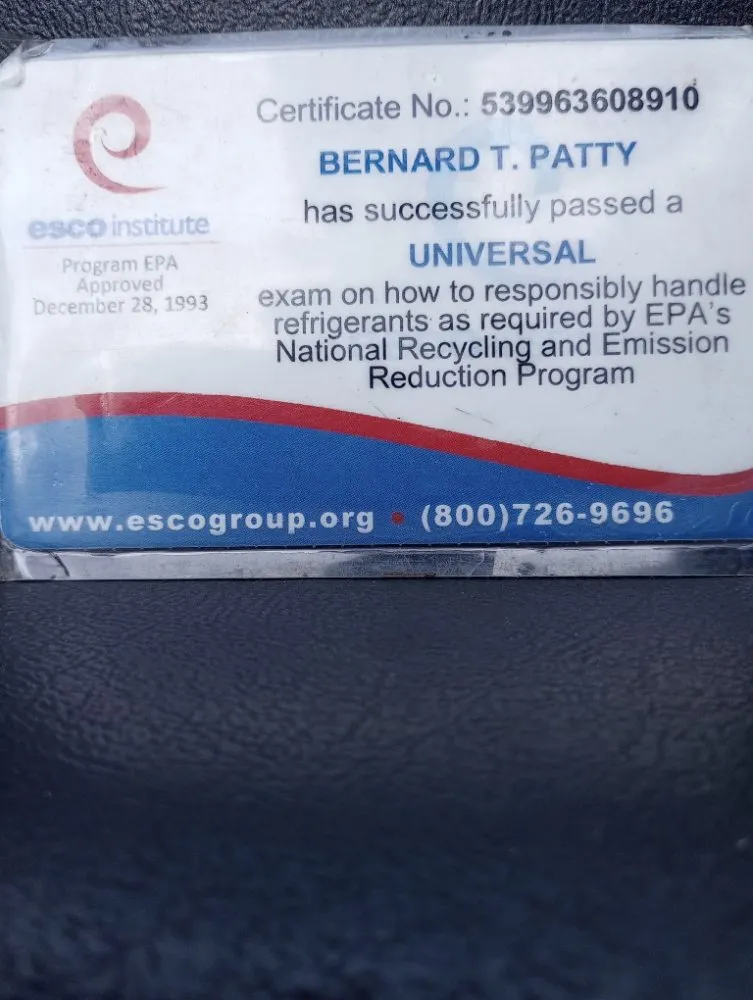 esco institute
Program EPA
Approved
December 28, 1993
Certificate No.: 539963608910
BERNARD T. PATTY
has successfully passed a
UNIVERSAL
exam on how to responsibly handle
refrigerants as required by EPA's
National Recycling and Emission
Reduction Program
www.escogroup.org • (800)726-9696